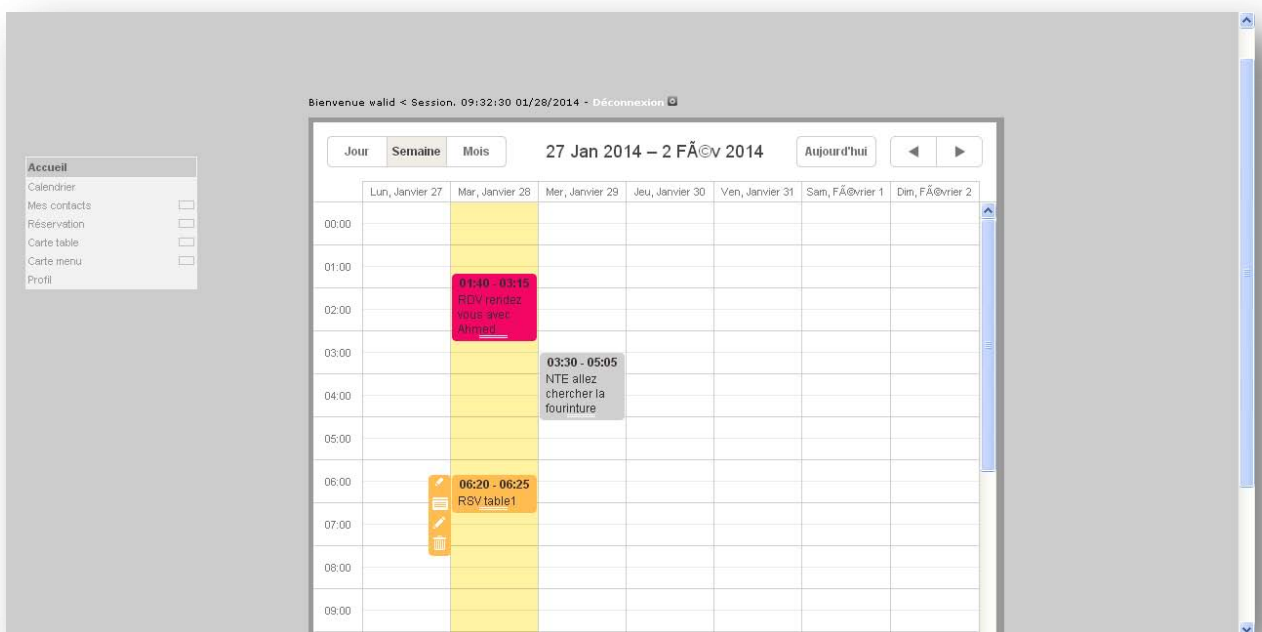 Bienvenue walid < Session. 09:32:30 01/28/2014 - Déconnexion
Accueil
Calendrier
Mes contacts
Réservation
Carte table
Carte menu
Profil
Jour Semaine Mois 27 Jan 2014 – 2 FÃ©v 2014 Aujourd'hui
Lun, Janvier 27 Mar, Janvier 28 Mer, Janvier 29 Jeu, Janvier 30 Ven, Janvier 31 Sam, FÃ©vrier 1 Dim, FÃ©vrier 2
00:00
01:00
01:40 - 03:15
RDV rendez
vous avec
Ahmed..
02:00
03:00
03:30 - 05:05
NTE allez
chercher la
fourinture
04:00
05:00
06:00
06:20 - 06:25
RSV table1
07:00
08:00
09:00